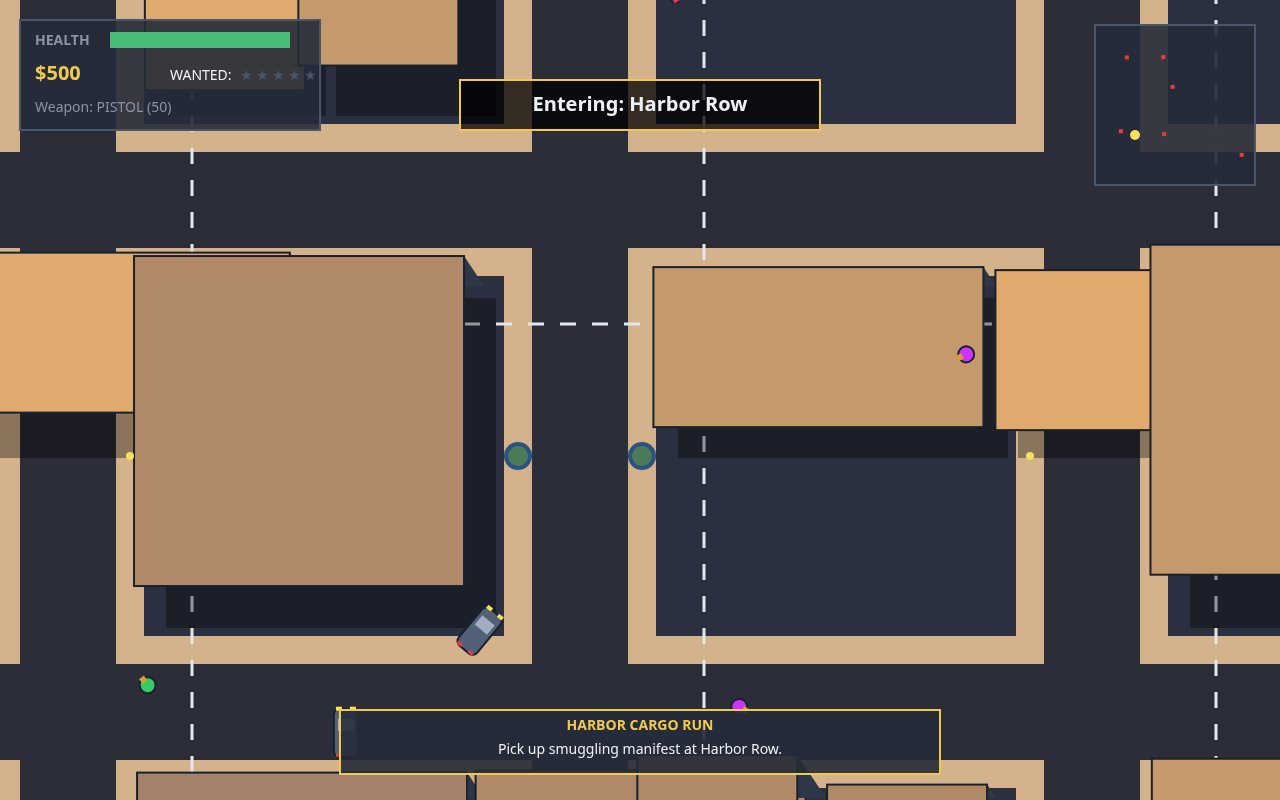 HEALTH
$500
WANTED: ★★★★★
Weapon: PISTOL (50)
Entering: Harbor Row
HARBOR CARGO RUN
Pick up smuggling manifest at Harbor Row.